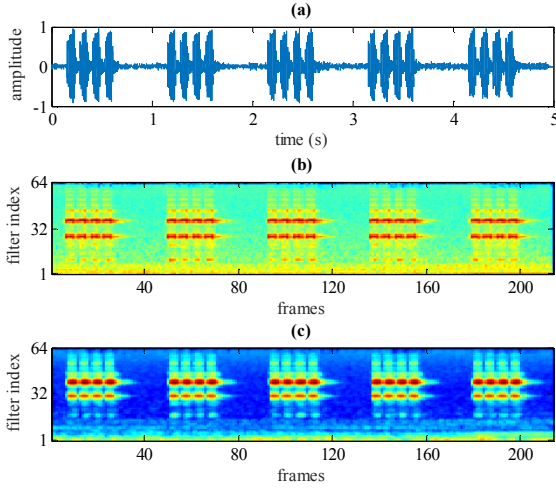 (a)
1
0
-1
amplitude
0 1 2 3 4 5
time (s)
(b)
64
32
1
filter index
40 80 120 160 200
frames
(c)
64
32
1
filter index
40 80 120 160 200
frames